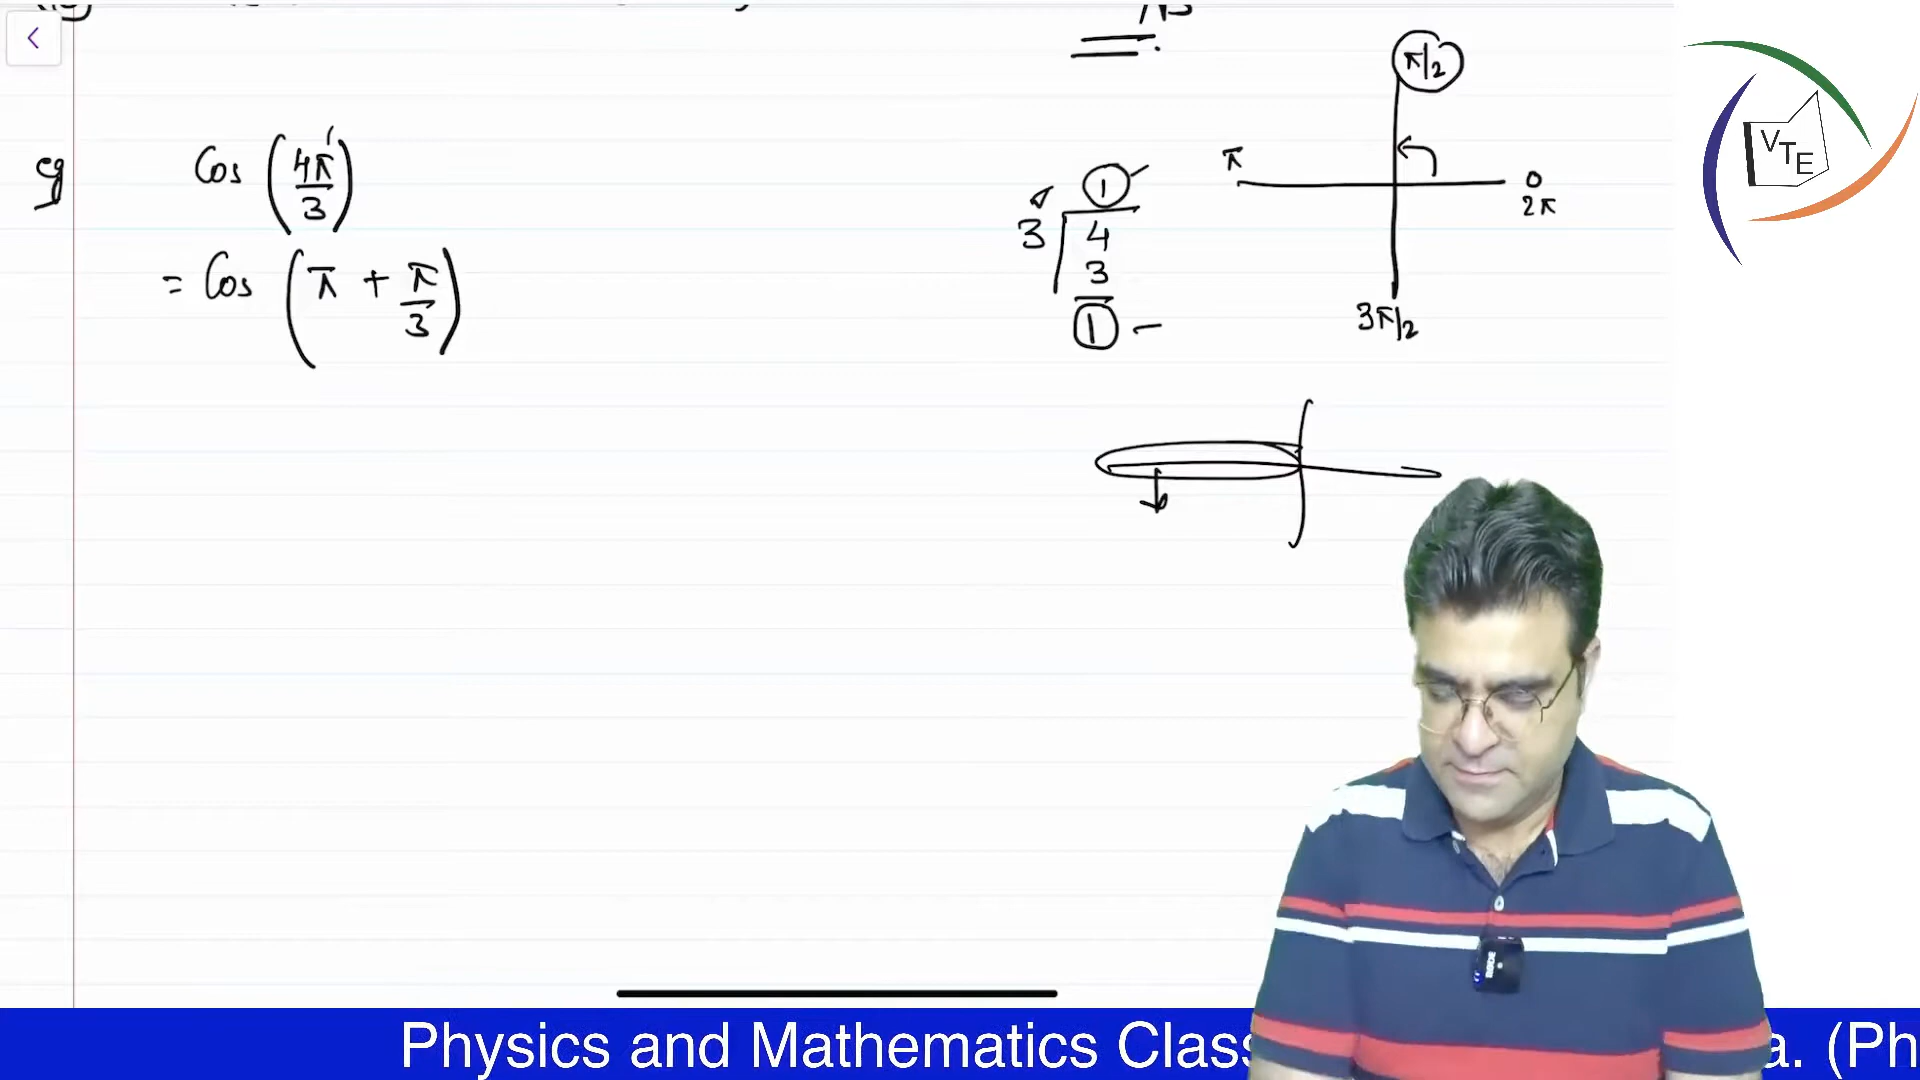 eg cos (4π/3)
= cos (π + π/3)
1
3 4
3
1
π/2
π
0
2π
3π/2
VTE
RODE
Physics and Mathematics Class
a. (Ph